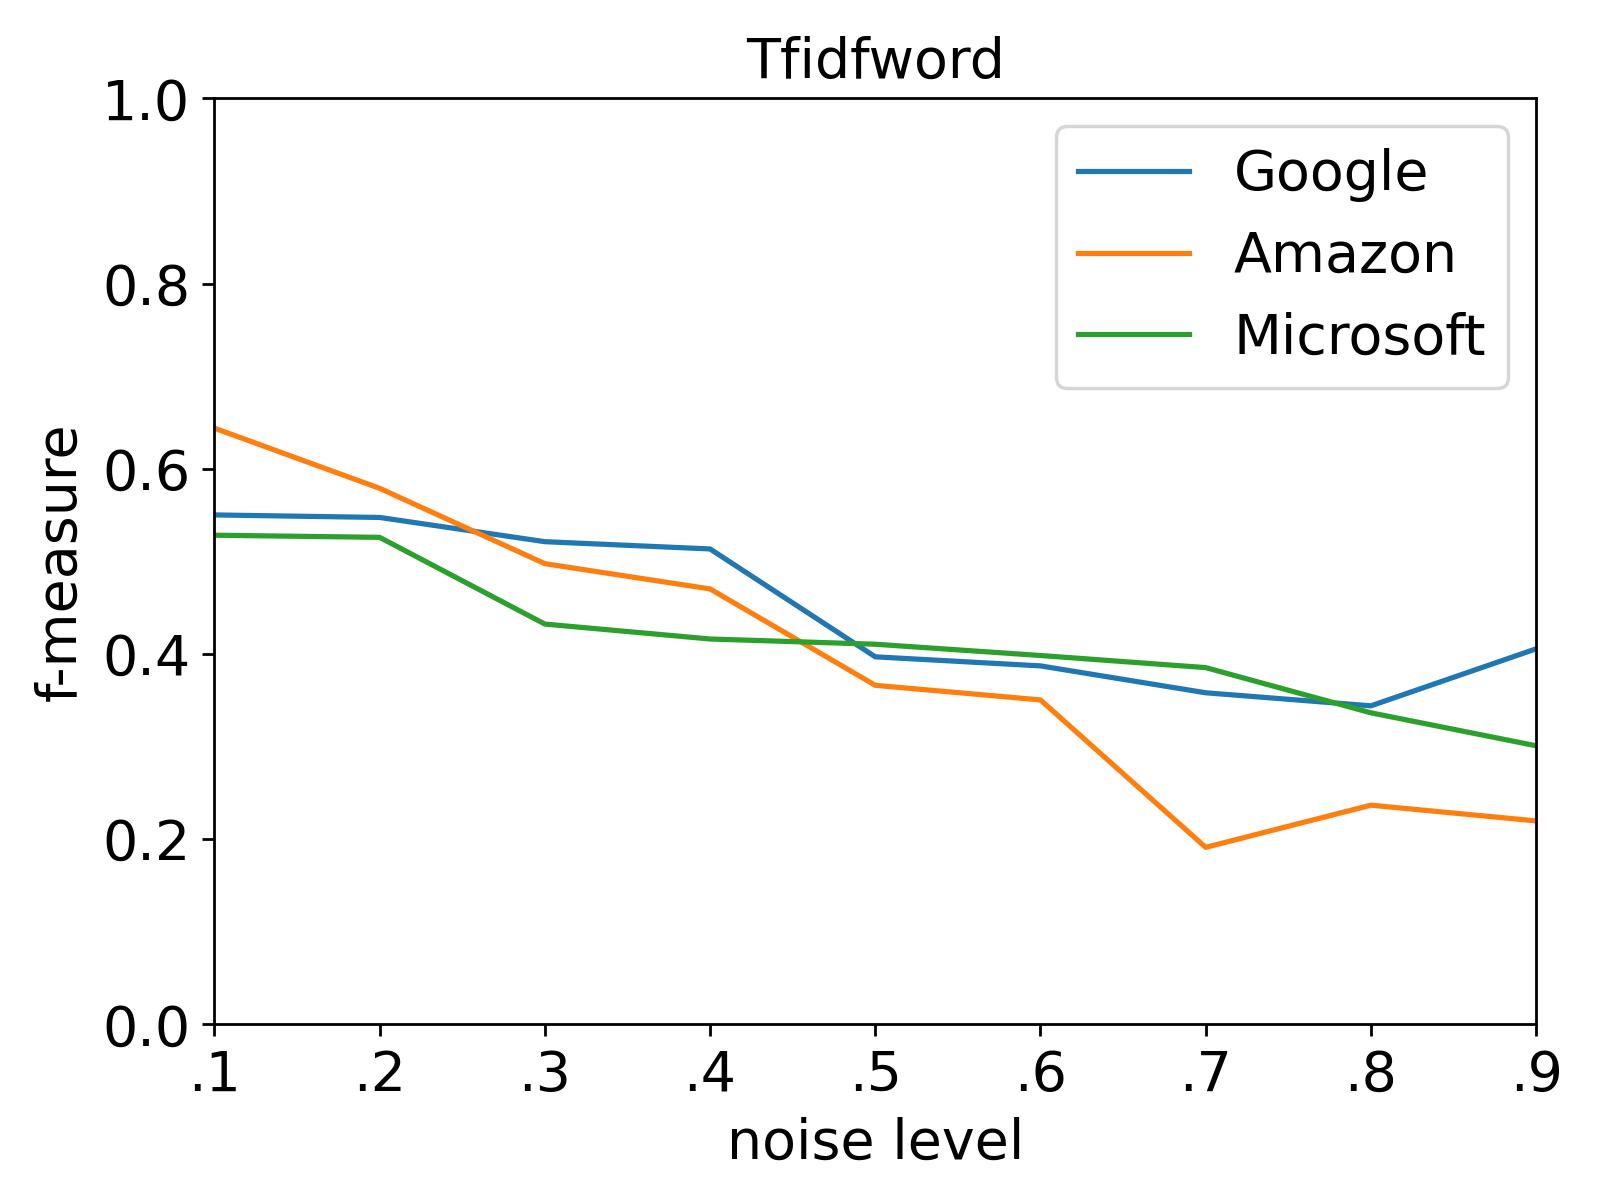 Tfidfword
1.0
0.8
0.6
0.4
0.2
0.0
f-measure
Google
Amazon
Microsoft
.1 .2 .3 .4 .5 .6 .7 .8 .9
noise level